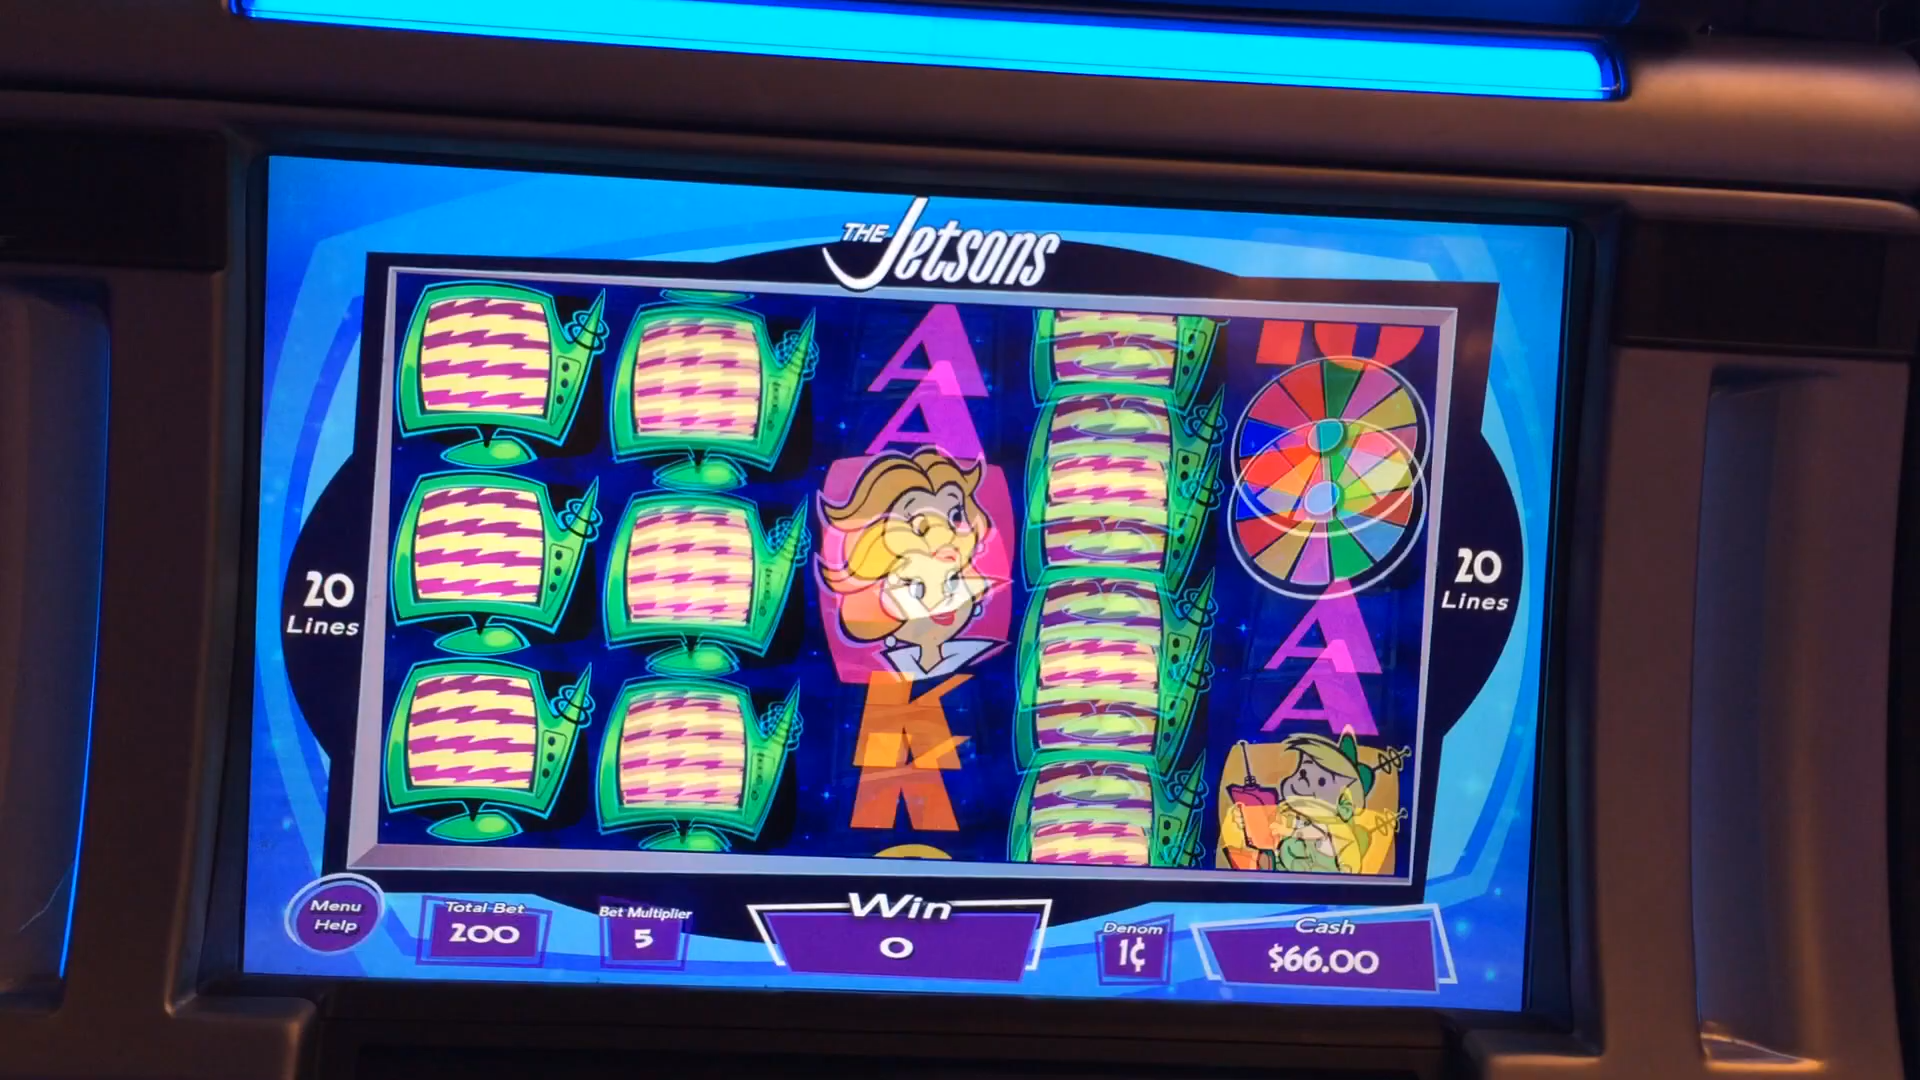 THE Jetsons
A
10
A
20
Lines
20
Lines
A
K
A
K
Menu
Help
Total Bet
200
Bet Multiplier
5
Win
0
Denom
1¢
Cash
$66.00